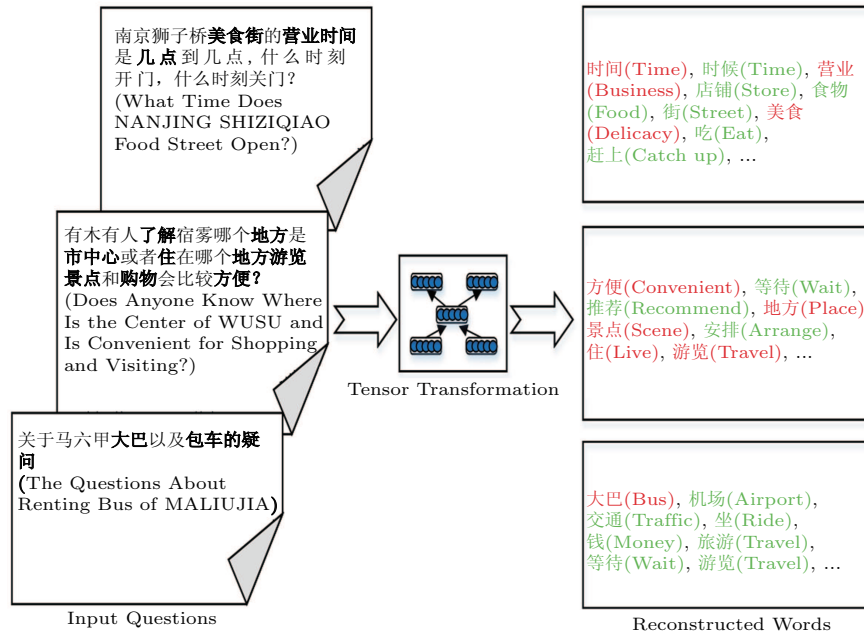 南京狮子桥美食街的营业时间
是几点到几点,什么时刻
开门，什么时刻关门?
(What Time Does
NANJING SHIZIQIAO
Food Street Open?)
有木有人了解宿雾哪个地方是
市中心或者住在哪个地方游览
景点和购物会比较方便?
(Does Anyone Know Where
Is the Center of WUSU and
Is Convenient for Shopping
and Visiting?)
关于马六甲大巴以及包车的疑
问
(The Questions About
Renting Bus of MALIUJIA)
Input Questions
Tensor Transformation
时间(Time), 时候(Time), 营业
(Business), 店铺(Store), 食物
(Food), 街(Street), 美食
(Delicacy), 吃(Eat),
赶上(Catch up), ...
方便(Convenient), 等待(Wait),
推荐(Recommend), 地方(Place)
景点(Scene), 安排(Arrange),
住(Live), 游览(Travel), ...
大巴(Bus), 机场(Airport),
交通(Traffic), 坐(Ride),
钱(Money), 旅游(Travel),
等待(Wait), 游览(Travel), ...
Reconstructed Words